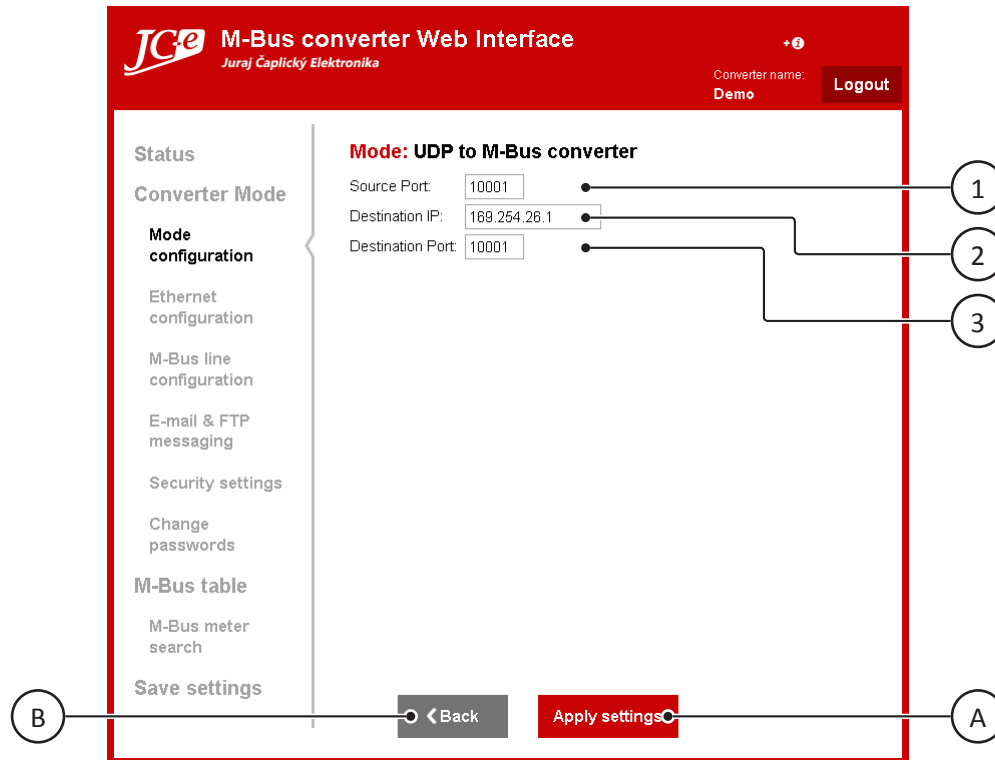 JC-e M-Bus converter Web Interface
Juraj Čaplický Elektronika
+i
Converter name:
Demo
Logout
Status
Converter Mode
Mode
configuration
Ethernet
configuration
M-Bus line
configuration
E-mail & FTP
messaging
Security settings
Change
passwords
M-Bus table
M-Bus meter
search
Save settings
Mode: UDP to M-Bus converter
Source Port: 10001
Destination IP: 169.254.26.1
Destination Port: 10001
1
2
3
B
Back
Apply settings
A